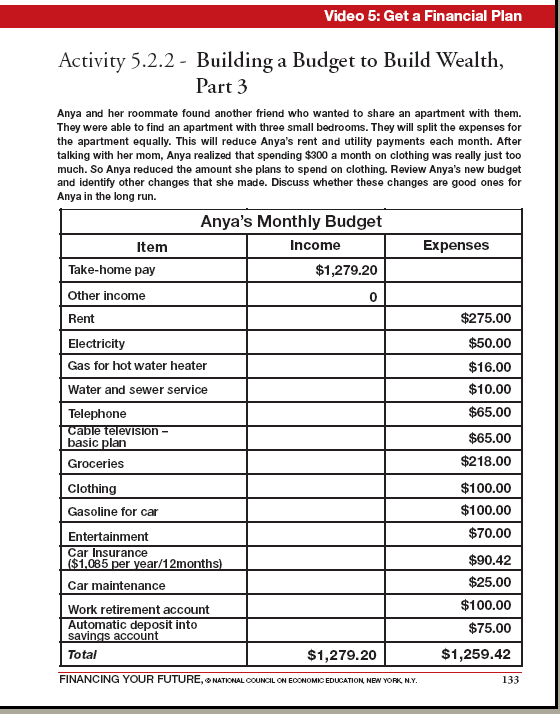 Video 5: Get a Financial Plan
Activity 5.2.2 - Building a Budget to Build Wealth,
Part 3
Anya and her roommate found another friend who wanted to share an apartment with them.
They were able to find an apartment with three small bedrooms. They will split the expenses for
the apartment equally. This will reduce Anya's rent and utility payments each month. After
talking with her mom, Anya realized that spending $300 a month on clothing was really just too
much. So Anya reduced the amount she plans to spend on clothing. Review Anya's new budget
and identify other changes that she made. Discuss whether these changes are good ones for
Anya in the long run.
Anya's Monthly Budget
Item Income Expenses
Take-home pay $1,279.20
Other income 0
Rent $275.00
Electricity $50.00
Gas for hot water heater $16.00
Water and sewer service $10.00
Telephone $65.00
Cable television –
basic plan $65.00
Groceries $218.00
Clothing $100.00
Gasoline for car $100.00
Entertainment $70.00
Car Insurance
($1,085 per year/12months) $90.42
Car maintenance $25.00
Work retirement account $100.00
Automatic deposit into
savings account $75.00
Total $1,279.20 $1,259.42
FINANCING YOUR FUTURE, © NATIONAL COUNCIL ON ECONOMIC EDUCATION, NEW YORK, N.Y. 133